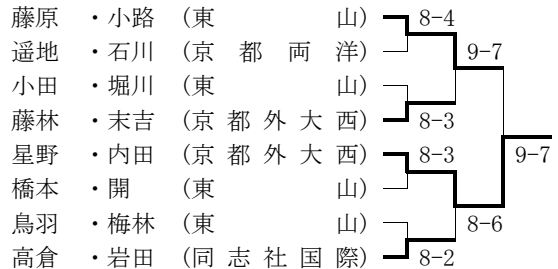 藤原・小路（東山） 8-4
遥地・石川（京都両洋） 9-7
小田・堀川（東山）
藤林・末吉（京都外大西） 8-3
星野・内田（京都外大西） 8-3 9-7
橋本・開（東山）
鳥羽・梅林（東山） 8-6
高倉・岩田（同志社国際） 8-2